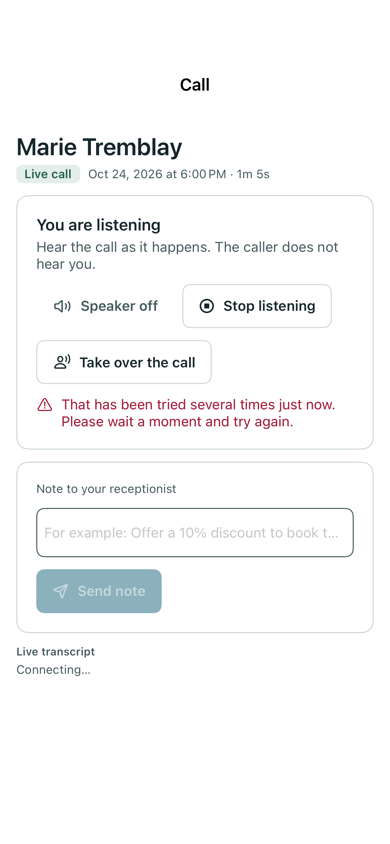 Call
Marie Tremblay
Live call Oct 24, 2026 at 6:00 PM · 1m 5s
You are listening
Hear the call as it happens. The caller does not
hear you.
Speaker off Stop listening
Take over the call
That has been tried several times just now.
Please wait a moment and try again.
Note to your receptionist
For example: Offer a 10% discount to book t...
Send note
Live transcript
Connecting...